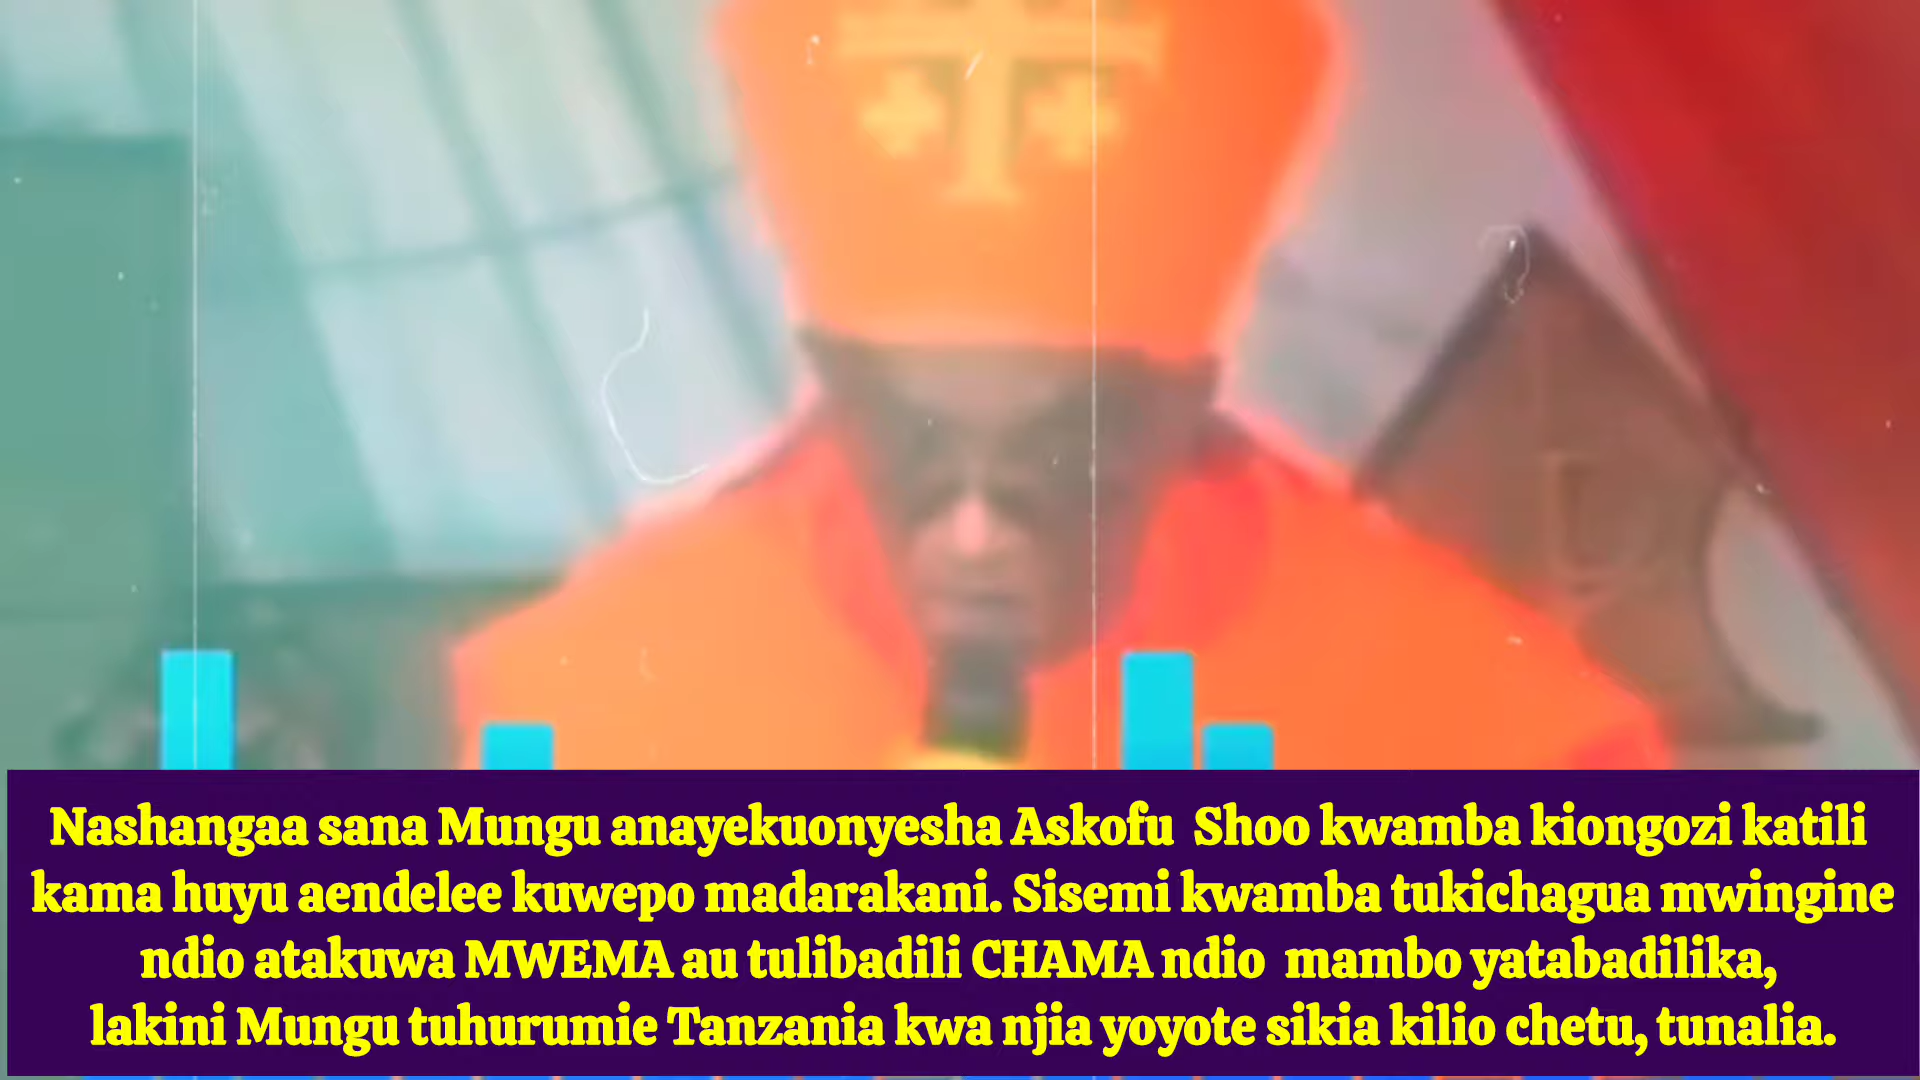 Nashangaa sana Mungu anayekuonyesha Askofu Shoo kwamba kiongozi katili
kama huyu aendelee kuwepo madarakani. Sisemi kwamba tukichagua mwingine
ndio atakuwa MWEMA au tulibadili CHAMA ndio mambo yatabadilika,
lakini Mungu tuhurumie Tanzania kwa njia yoyote sikia kilio chetu, tunalia.